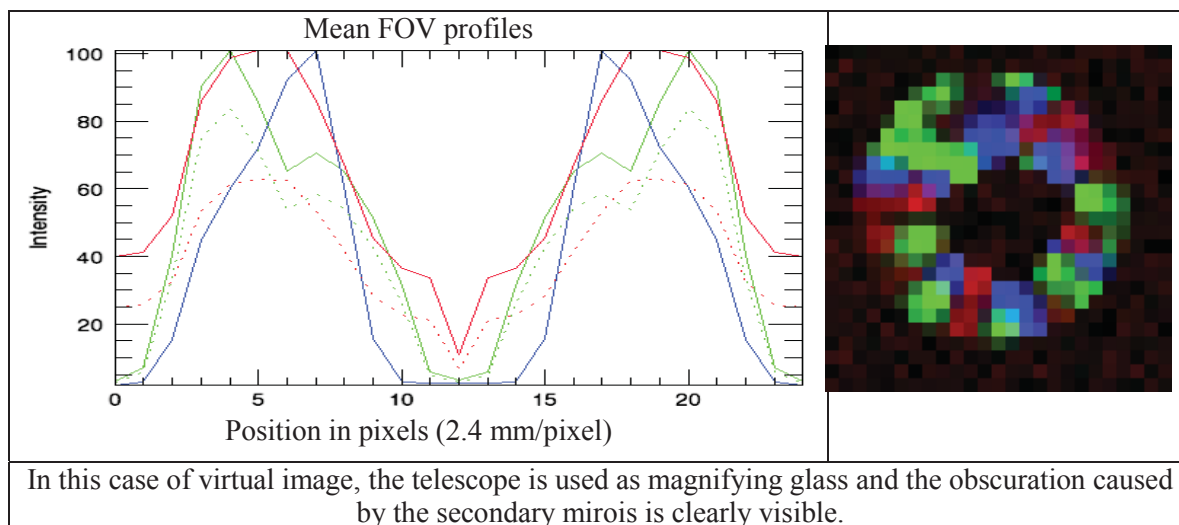 Mean FOV profiles
100
80
60
40
20
Intensity
0 5 10 15 20
Position in pixels (2.4 mm/pixel)
In this case of virtual image, the telescope is used as magnifying glass and the obscuration caused
by the secondary mirois is clearly visible.